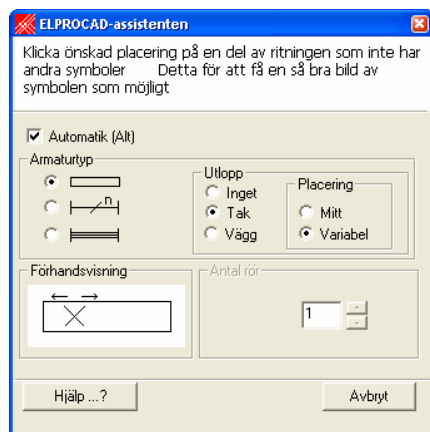 ELPROCAD-assistenten
Klicka önskad placering på en del av ritningen som inte har
andra symboler Detta för att få en så bra bild av
symbolen som möjligt
Automatik (Alt)
Armaturtyp
n
Utlopp
Inget
Tak
Vägg
Placering
Mitt
Variabel
Förhandsvisning
Antal rör
1
Hjälp ...?
Avbryt